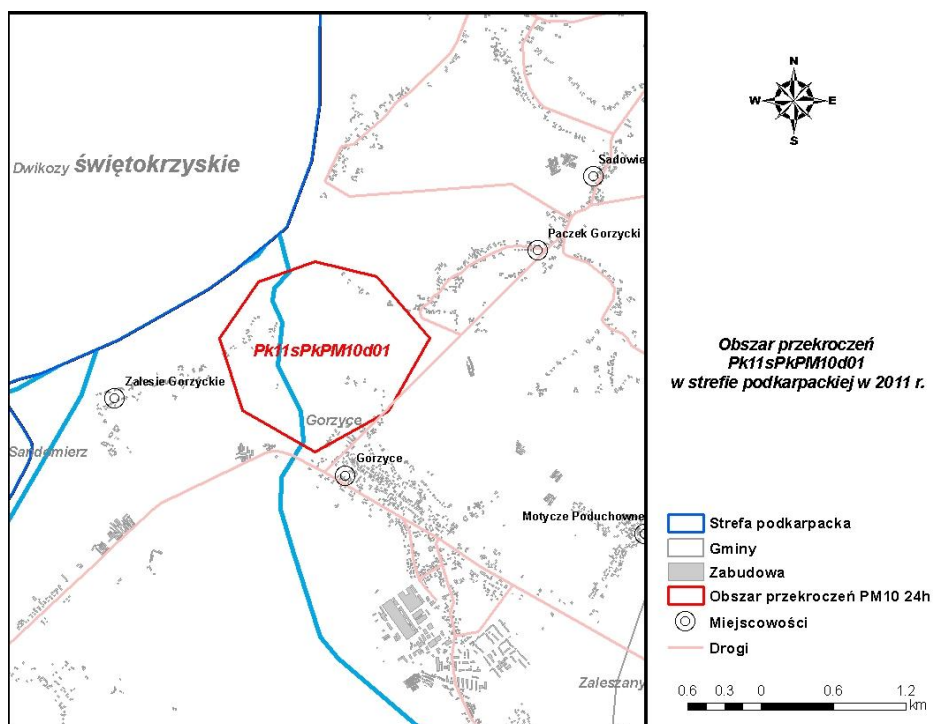 Dwikozy świętokrzyskie
Sadowie
Paczek Gorzycki
Pk11sPkPM10d01
Zalesie Gorzyckie
Gorzyce
Sandomierz
Gorzyce
Motycze Poduchowne
Zaleszany
N
W E
S
Obszar przekroczeń
Pk11sPkPM10d01
w strefie podkarpackiej w 2011 r.
Strefa podkarpacka
Gminy
Zabudowa
Obszar przekroczeń PM10 24h
Miejscowości
Drogi
0.6 0.3 0 0.6 1.2
km